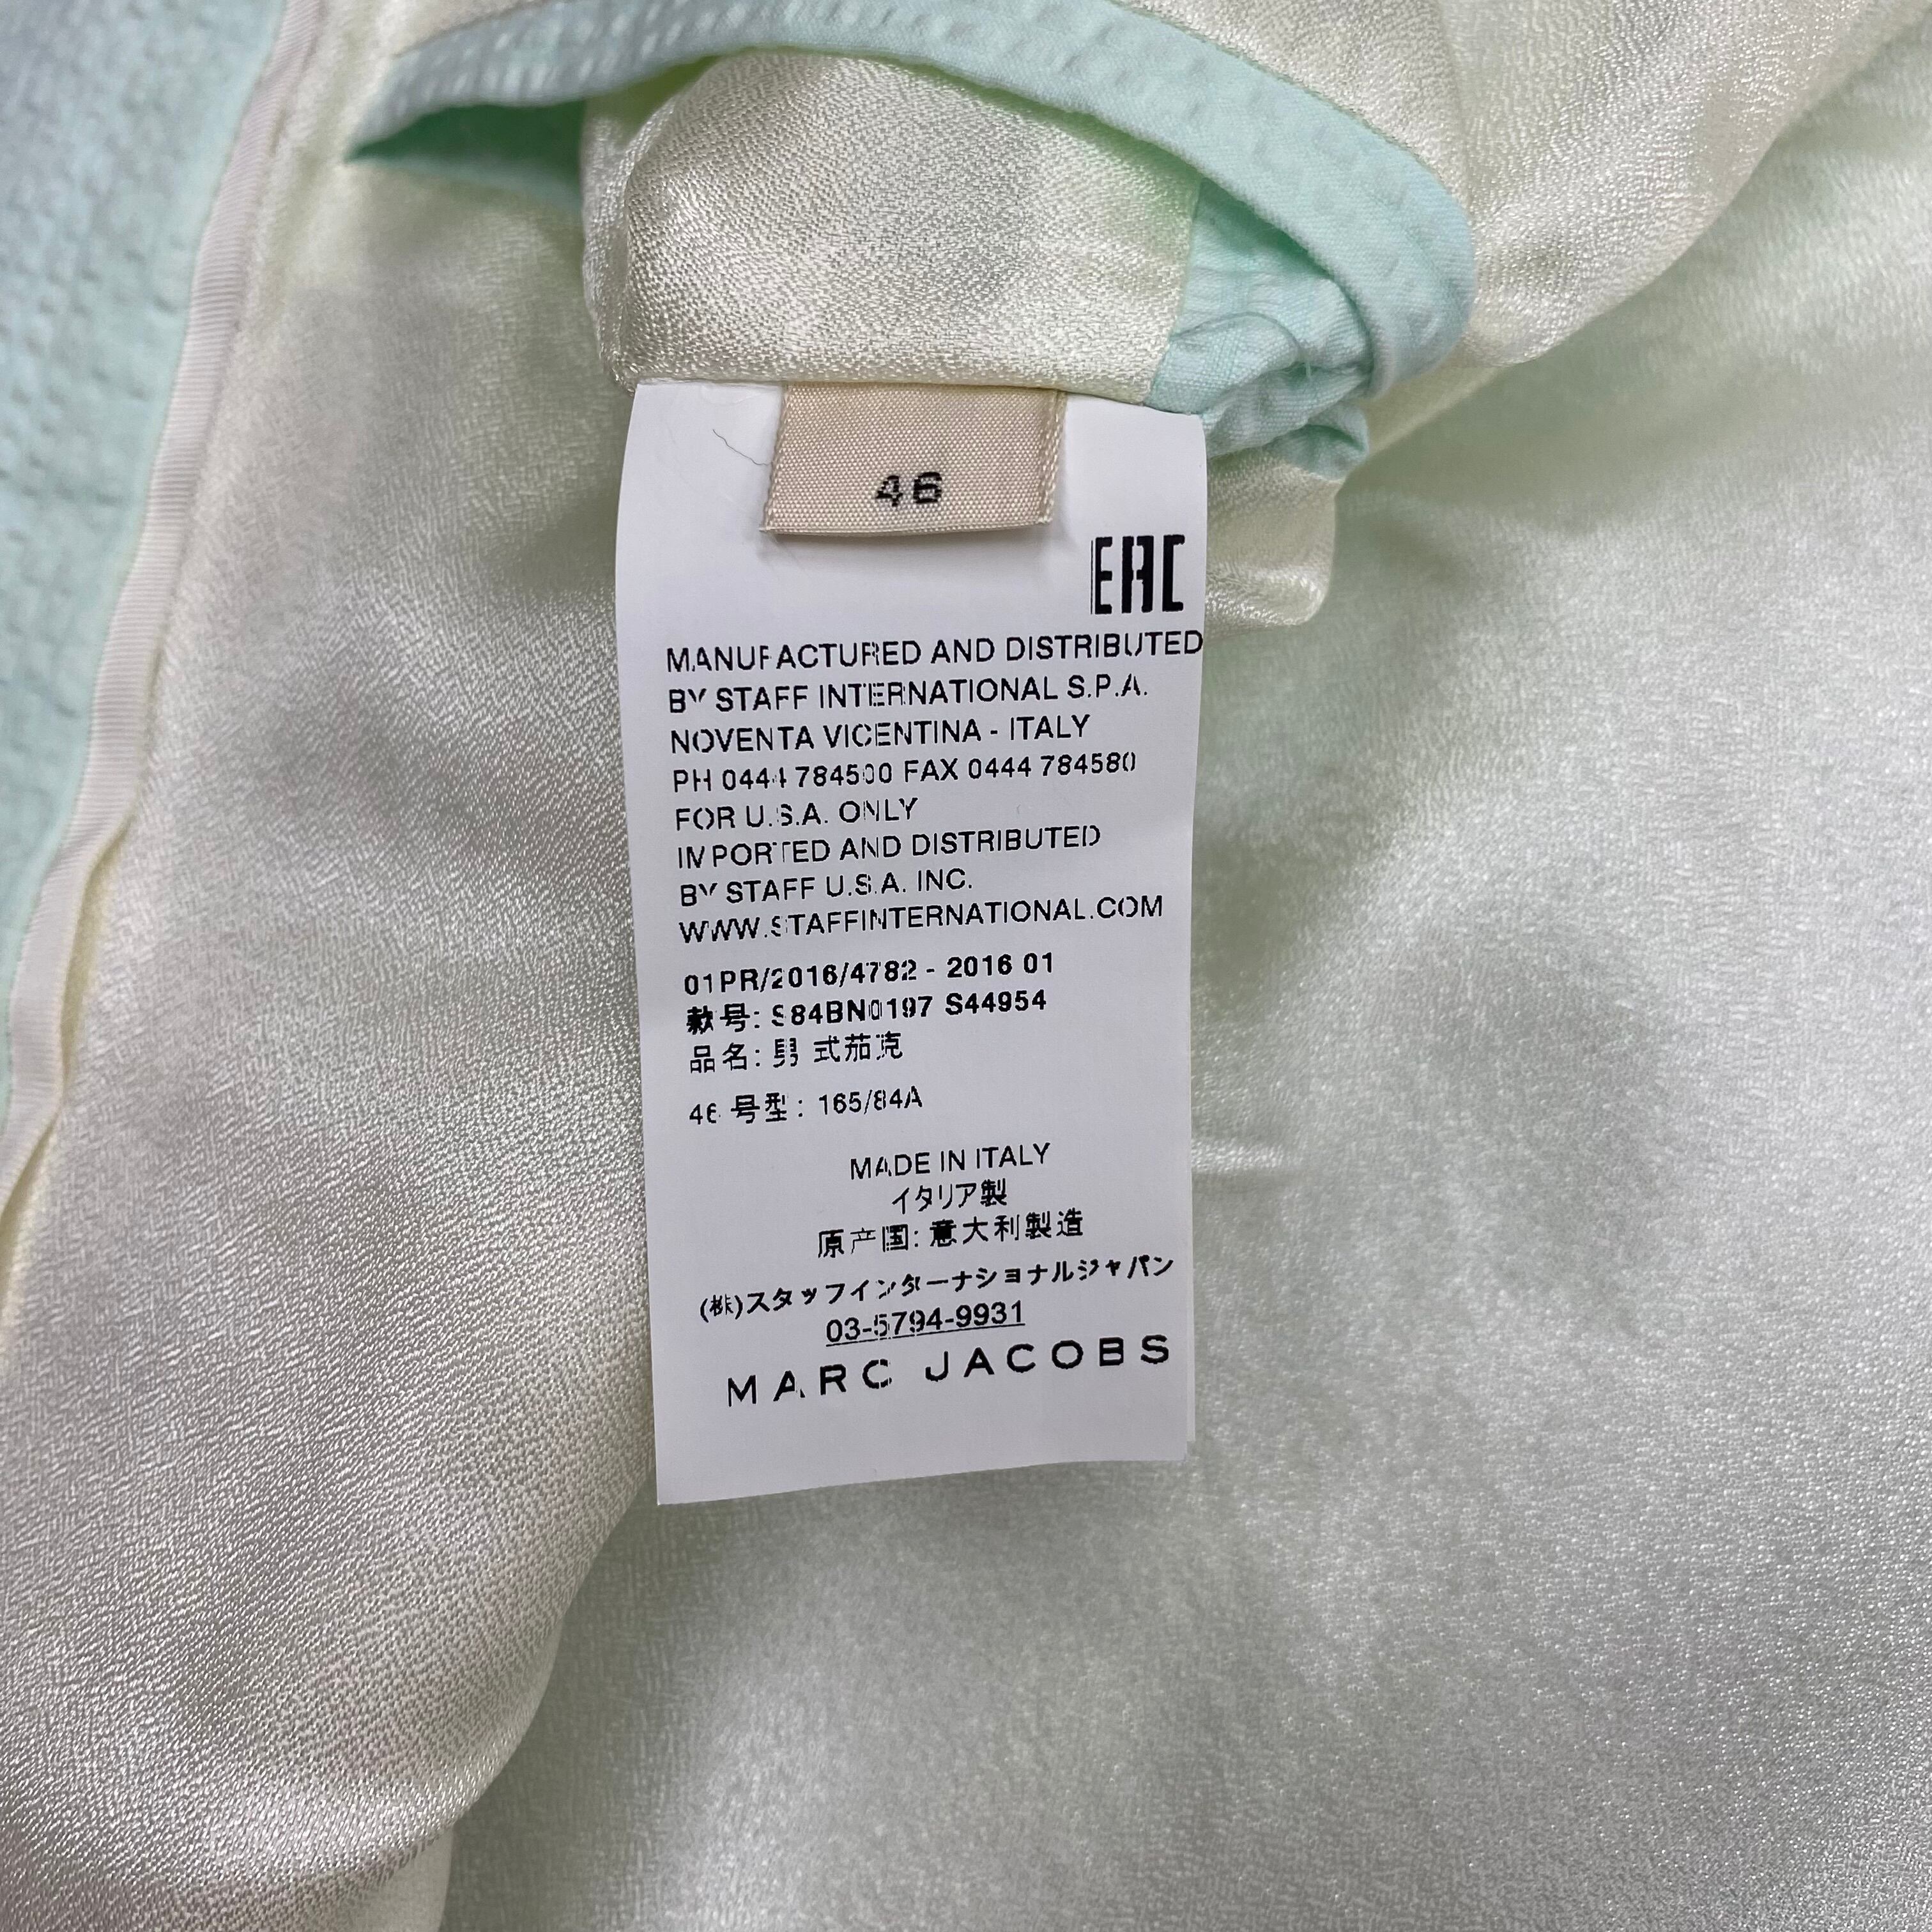 46
EAC
MANUFACTURED AND DISTRIBUTED
BY STAFF INTERNATIONAL S.P.A.
NOVENTA VICENTINA - ITALY
PH 0444 784500 FAX 0444 784580
FOR U.S.A. ONLY
IMPORTED AND DISTRIBUTED
BY STAFF U.S.A. INC.
WWW.STAFFINTERNATIONAL.COM
01PR/2016/4782 - 2016 01
款号: S84BN0197 S44954
品名: 男式茄克
46 号型: 165/84A
MADE IN ITALY
イタリア製
原产国: 意大利製造
(株)スタッフインターナショナルジャパン
03-5794-9931
MARC JACOBS